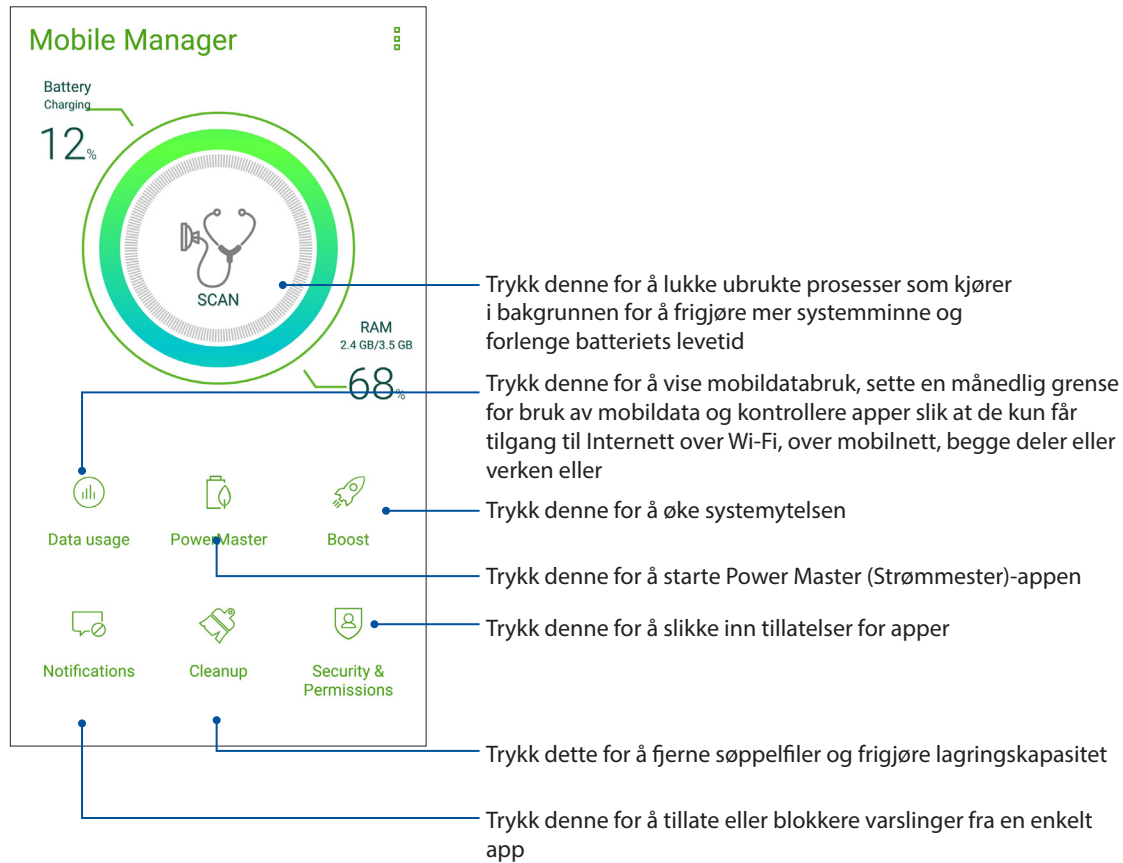 Mobile Manager
Battery
Charging
12%
SCAN
RAM
2.4 GB/3.5 GB
68%
Data usage
PowerMaster
Boost
Notifications
Cleanup
Security &
Permissions
Trykk denne for å lukke ubrukte prosesser som kjører
i bakgrunnen for å frigjøre mer systemminne og
forlenge batteriets levetid
Trykk denne for å vise mobildatabruk, sette en månedlig grense
for bruk av mobildata og kontrollere apper slik at de kun får
tilgang til Internett over Wi-Fi, over mobilnett, begge deler eller
verken eller
Trykk denne for å øke systemytelsen
Trykk denne for å starte Power Master (Strømmester)-appen
Trykk denne for å slikke inn tillatelser for apper
Trykk dette for å fjerne søppelfiler og frigjøre lagringskapasitet
Trykk denne for å tillate eller blokkere varslinger fra en enkelt
app